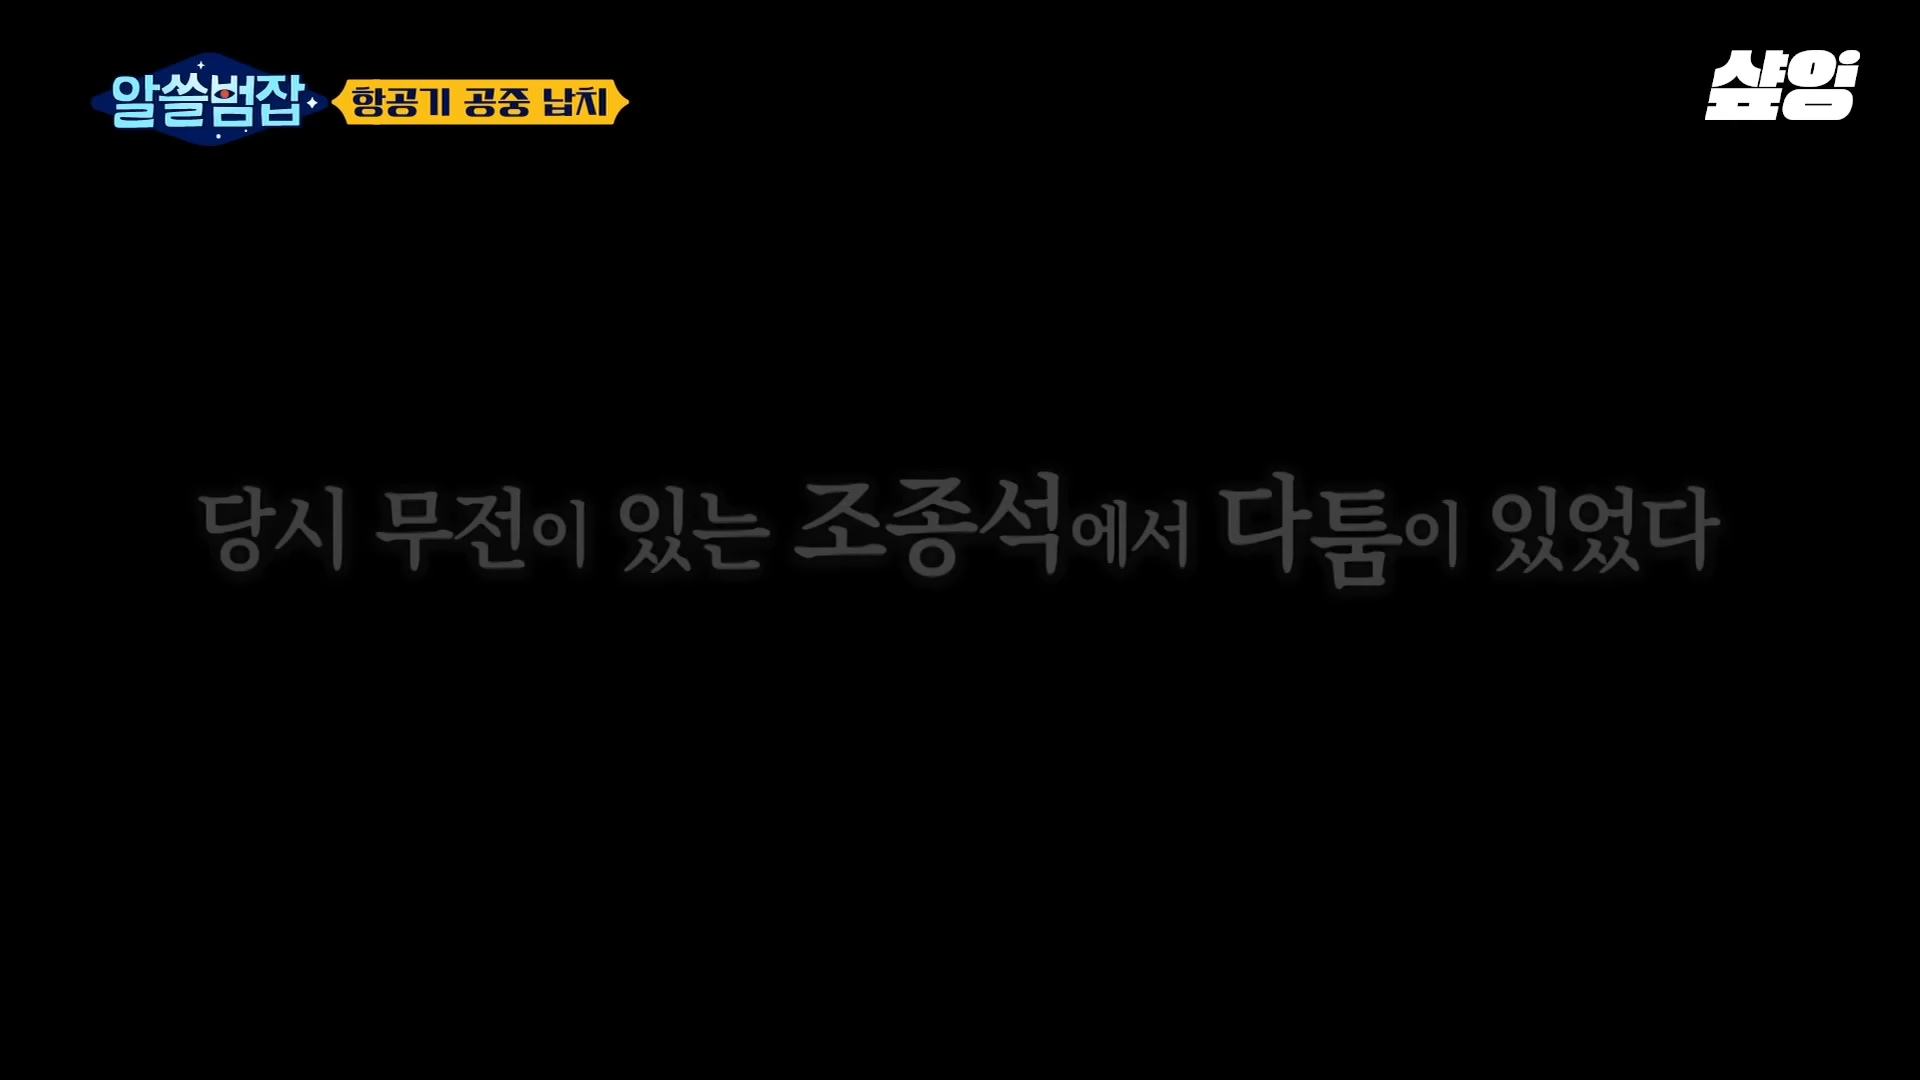 알쓸범잡 항공기 공중 납치
샾잉
당시 무전이 있는 조종석에서 다툼이 있었다